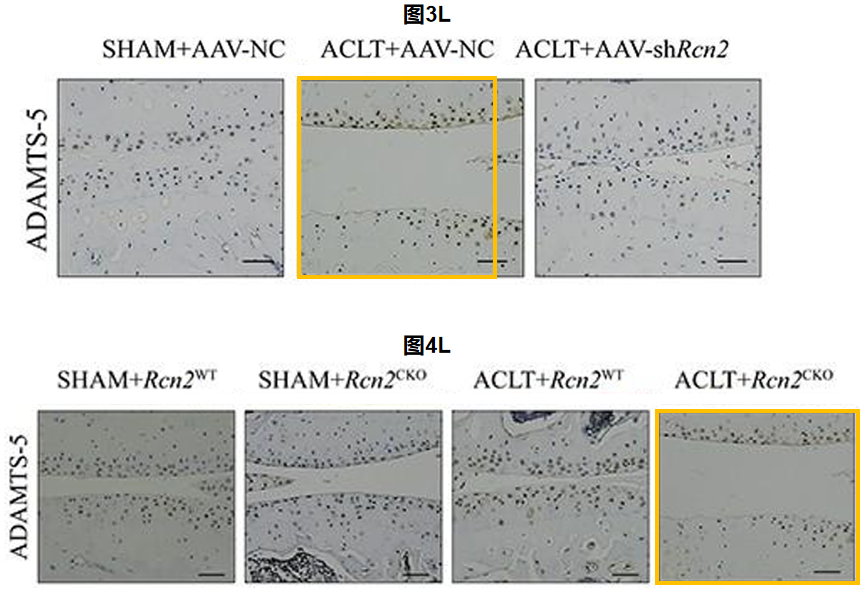 图3L
SHAM+AAV-NC ACLT+AAV-NC ACLT+AAV-shRcn2
ADAMTS-5
图4L
SHAM+Rcn2WT SHAM+Rcn2CKO ACLT+Rcn2WT ACLT+Rcn2CKO
ADAMTS-5